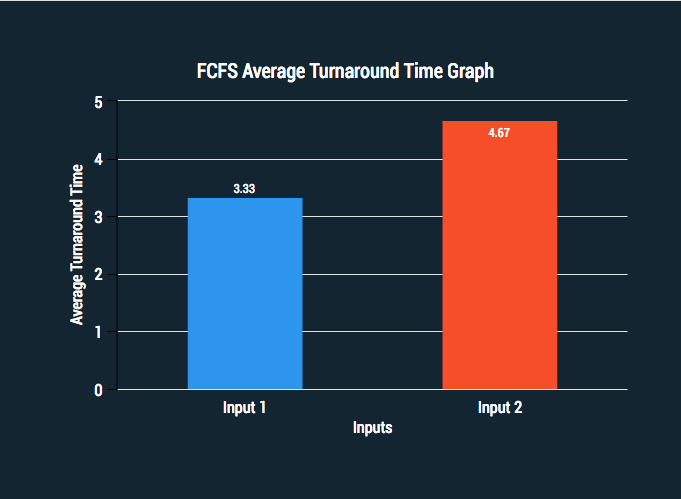 FCFS Average Turnaround Time Graph
5
4
3
2
1
0
Average Turnaround Time
3.33
4.67
Input 1
Input 2
Inputs